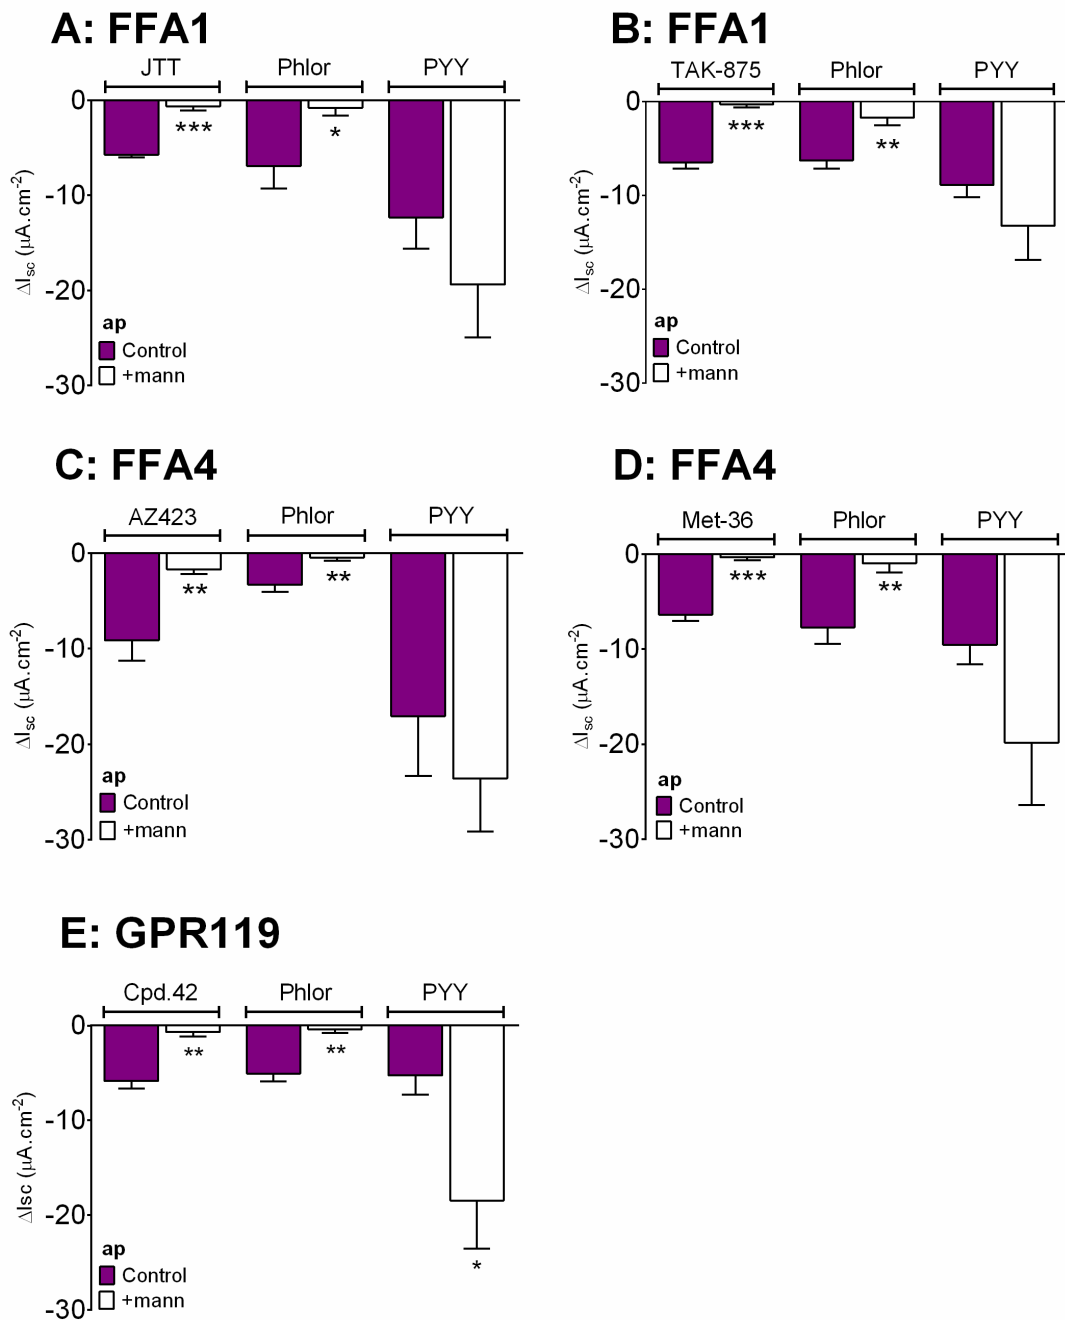 A: FFA1
JTT Phlor PYY
0
***
*
-10
-20
-30
ΔIsc (μA.cm-2)
ap
Control
+mann
B: FFA1
TAK-875 Phlor PYY
0
***
**
-10
-20
-30
ΔIsc (μA.cm-2)
ap
Control
+mann
C: FFA4
AZ423 Phlor PYY
0
**
**
-10
-20
-30
ΔIsc (μA.cm-2)
ap
Control
+mann
D: FFA4
Met-36 Phlor PYY
0
***
**
-10
-20
-30
ΔIsc (μA.cm-2)
ap
Control
+mann
E: GPR119
Cpd.42 Phlor PYY
0
**
**
-10
-20
*
-30
ΔIsc (μA.cm-2)
ap
Control
+mann